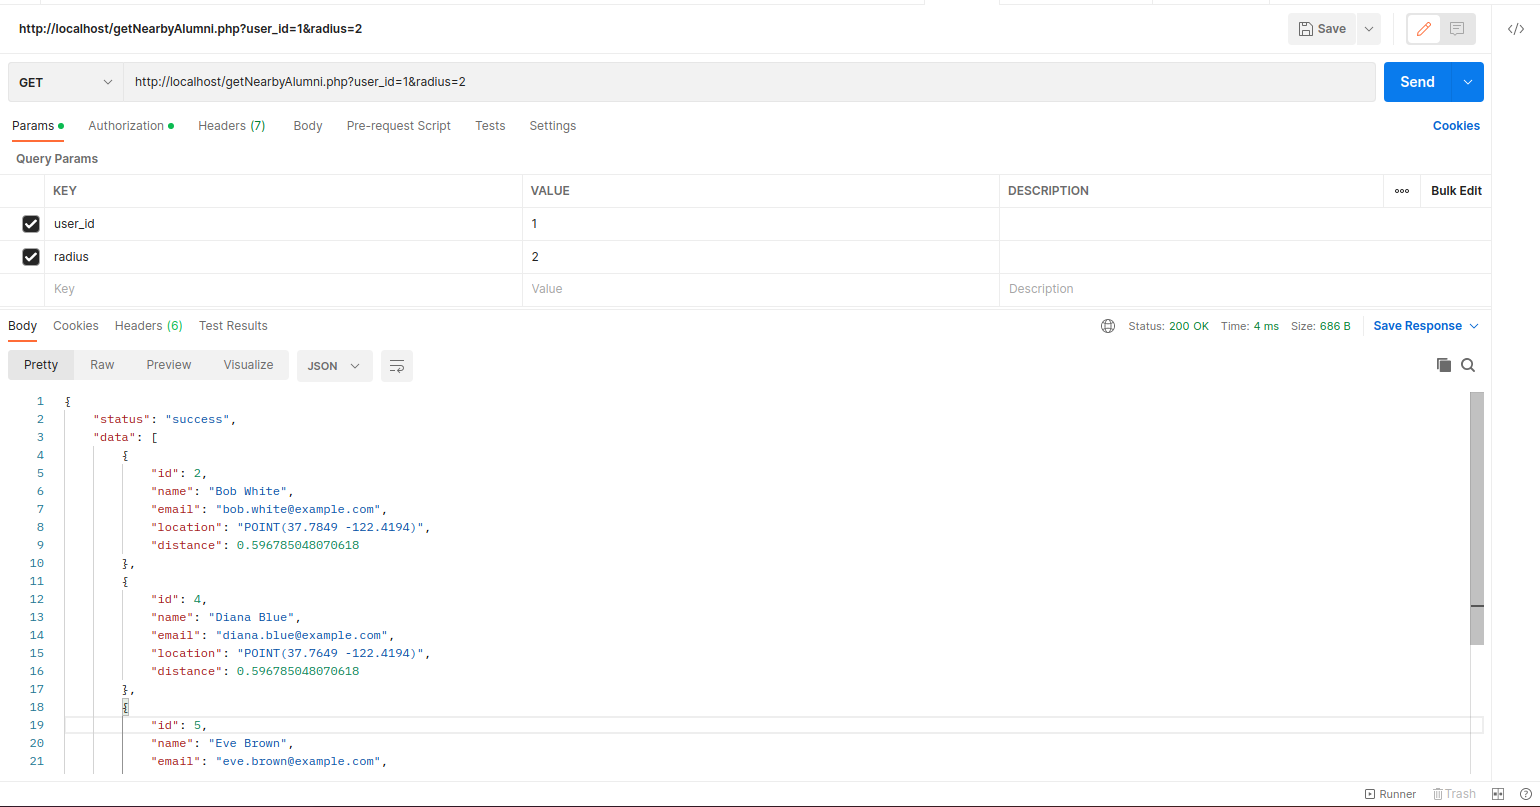 http://localhost/getNearbyAlumni.php?user_id=1&radius=2
Save
GET
http://localhost/getNearbyAlumni.php?user_id=1&radius=2
Send
Params Authorization Headers (7) Body Pre-request Script Tests Settings Cookies
Query Params
KEY VALUE DESCRIPTION Bulk Edit
user_id 1
radius 2
Key Value Description
Body Cookies Headers (6) Test Results Status: 200 OK Time: 4 ms Size: 686 B Save Response
Pretty Raw Preview Visualize JSON
1 {
2 "status": "success",
3 "data": [
4 {
5 "id": 2,
6 "name": "Bob White",
7 "email": "bob.white@example.com",
8 "location": "POINT(37.7849 -122.4194)",
9 "distance": 0.596785048070618
10 },
11 {
12 "id": 4,
13 "name": "Diana Blue",
14 "email": "diana.blue@example.com",
15 "location": "POINT(37.7649 -122.4194)",
16 "distance": 0.596785048070618
17 },
18 {
19 "id": 5,
20 "name": "Eve Brown",
21 "email": "eve.brown@example.com",
Runner Trash